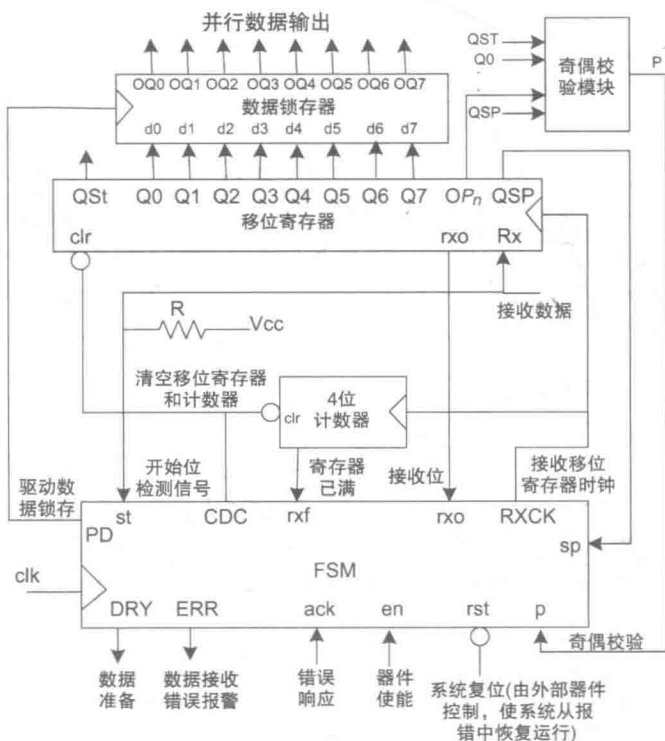 并行数据输出
QST
Q0
QSP
奇偶校
验模块
P
OQ0 OQ1 OQ2 OQ3 OQ4 OQ5 OQ6 OQ7
数据锁存器
d0 d1 d2 d3 d4 d5 d6 d7
QSt Q0 Q1 Q2 Q3 Q4 Q5 Q6 Q7 OPn QSP
移位寄存器
clr rxo Rx
R
Vcc
接收数据
清空移位寄存器
和计数器
4位
计数器
clr
驱动数
据锁存
开始位
检测信号
寄存器
已满
接收位
接收移位
寄存器时钟
st CDC rxf rxo RXCK
PD
sp
FSM
clk
DRY ERR ack en rst p
奇偶校验
数据
准备
数据接收
错误报警
错误
响应
器件
使能
系统复位(由外部器件
控制，使系统从报
错中恢复运行)